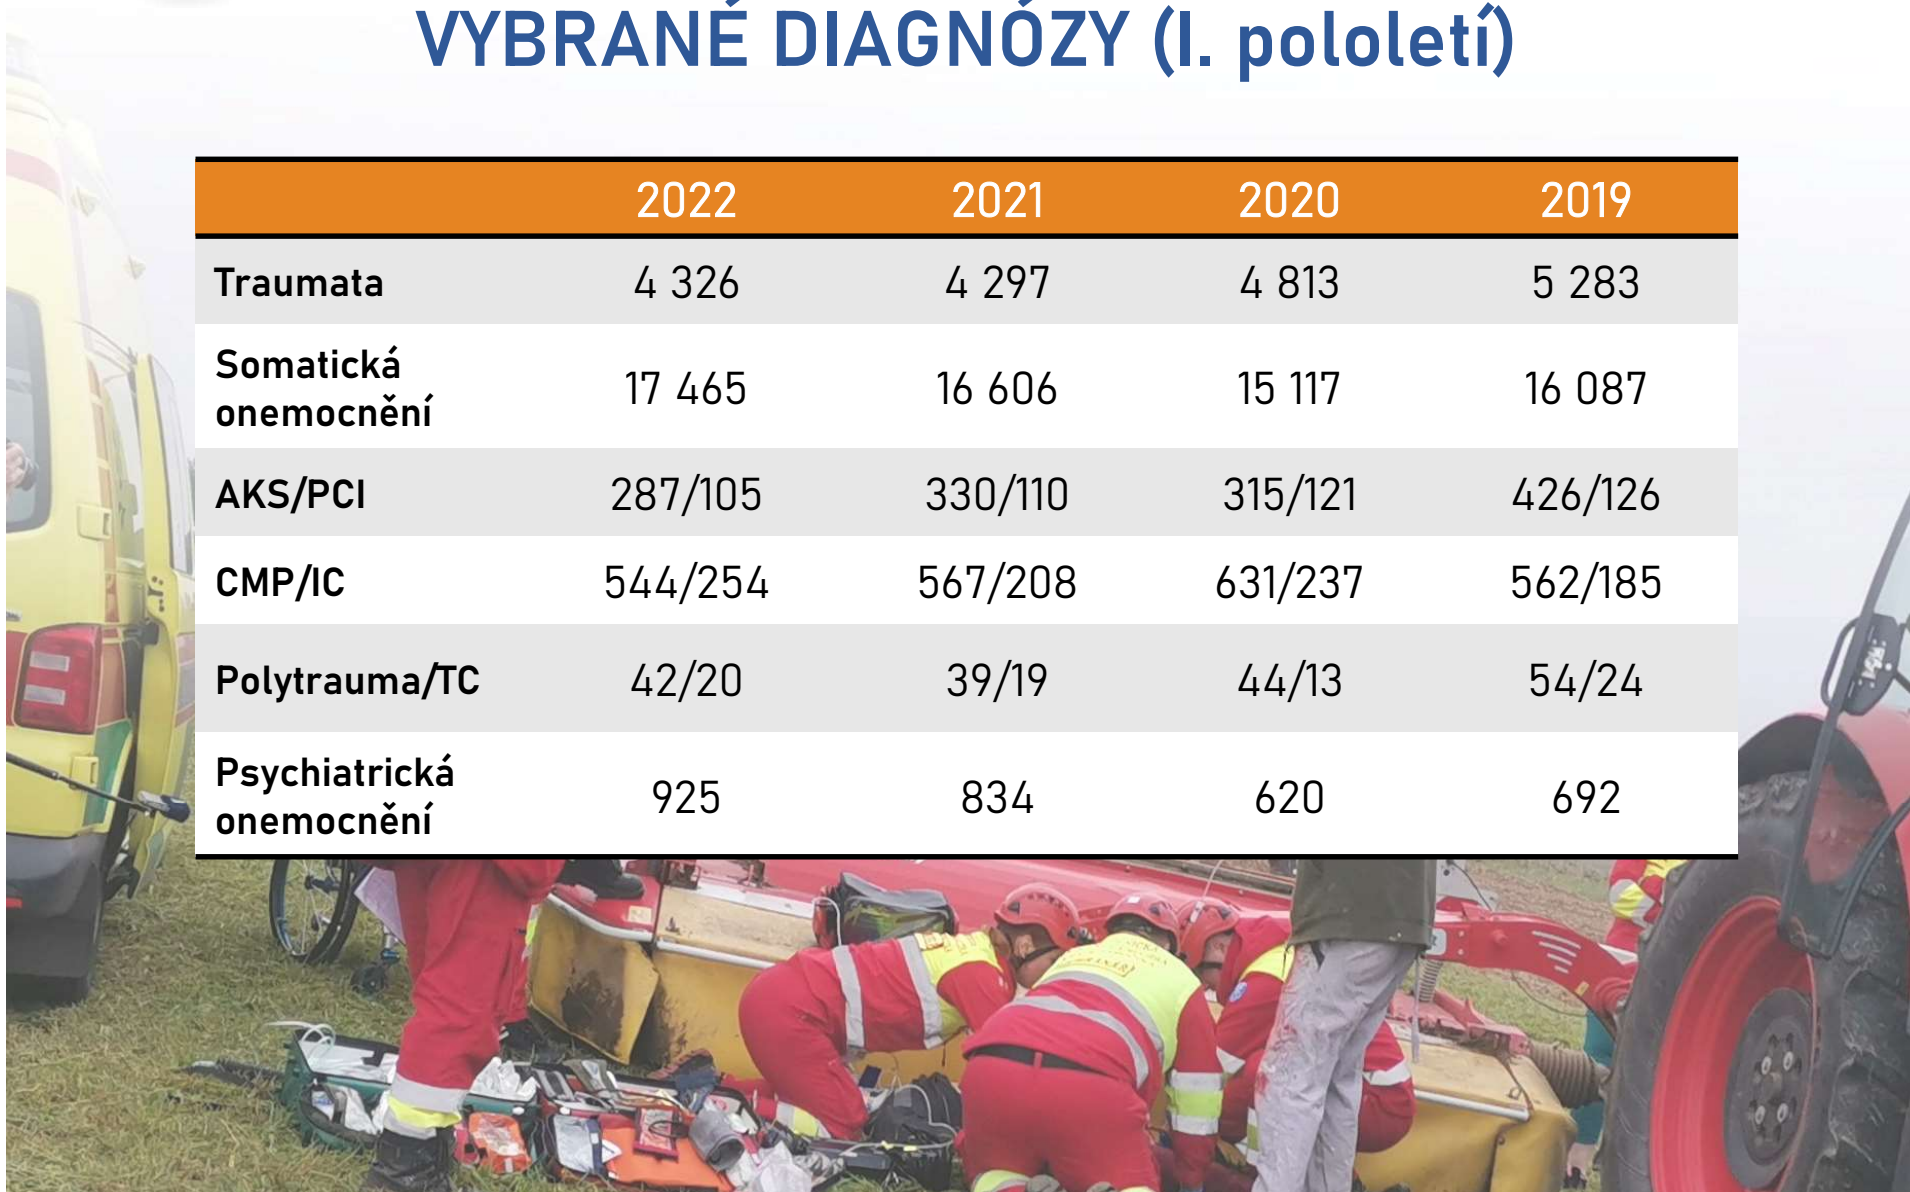 VYBRANÉ DIAGNÓZY (I. pololetí)
2022 2021 2020 2019
Traumata 4 326 4 297 4 813 5 283
Somatická
onemocnění 17 465 16 606 15 117 16 087
AKS/PCI 287/105 330/110 315/121 426/126
CMP/IC 544/254 567/208 631/237 562/185
Polytrauma/TC 42/20 39/19 44/13 54/24
Psychiatrická
onemocnění 925 834 620 692